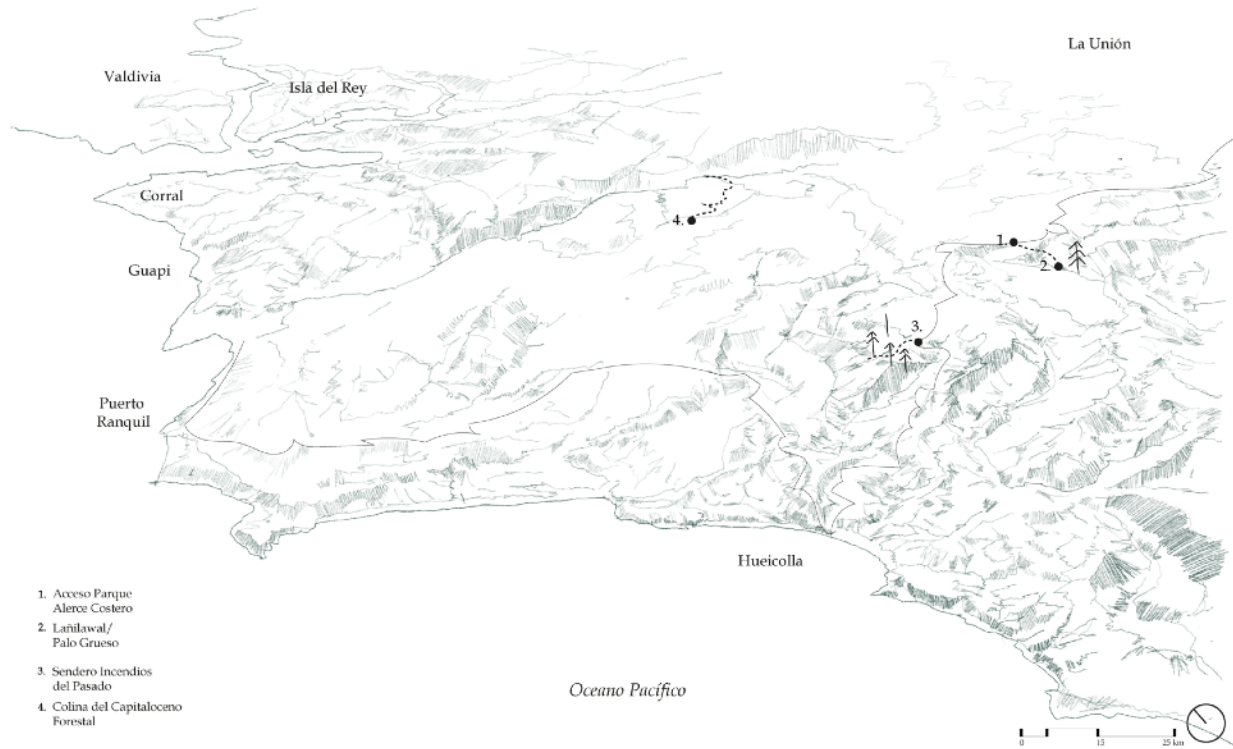 La Unión
Valdivia
Isla del Rey
Corral
4.
1.
Guapi
2.
3.
Puerto
Ranquil
Hueicolla
1. Acceso Parque
Alerce Costero
2. Lañilawal/
Palo Grueso
3. Sendero Incendios
del Pasado
4. Colina del Capitaloceno
Forestal
Oceano Pacífico
0 15 25 km